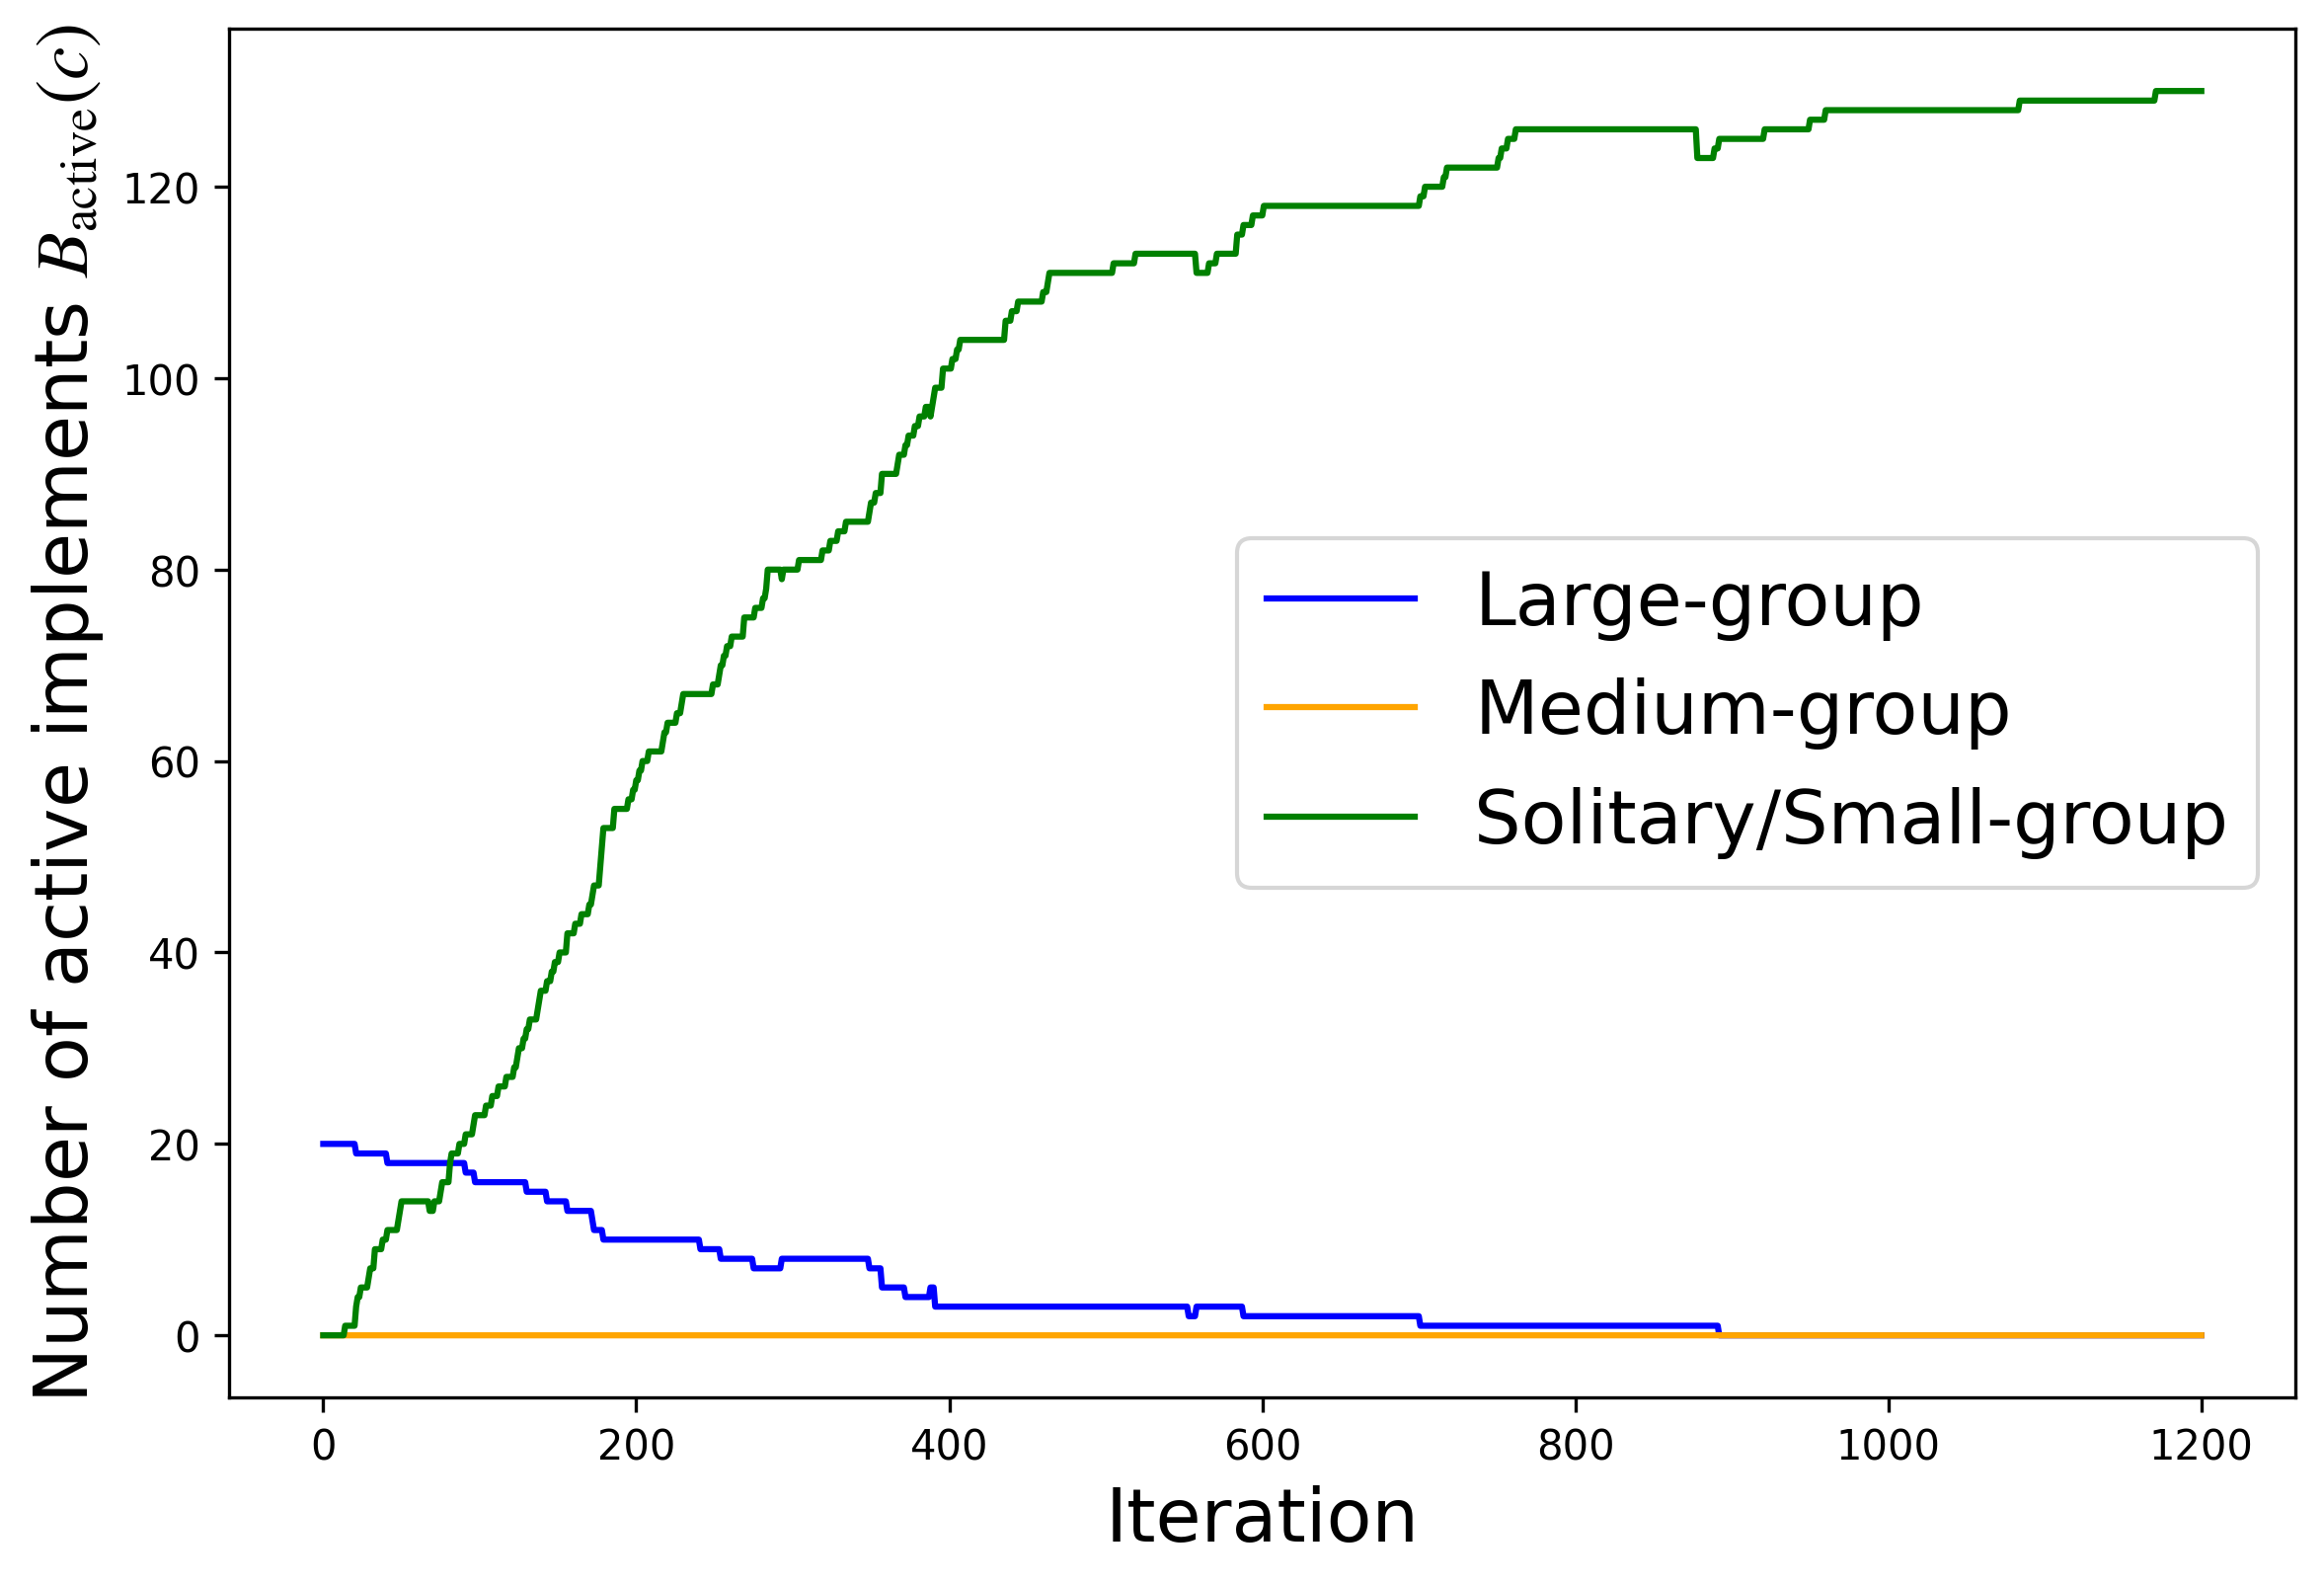 Number of active implements B_active(c)
120
100
80
60
40
20
0
Large-group
Medium-group
Solitary/Small-group
0 200 400 600 800 1000 1200
Iteration